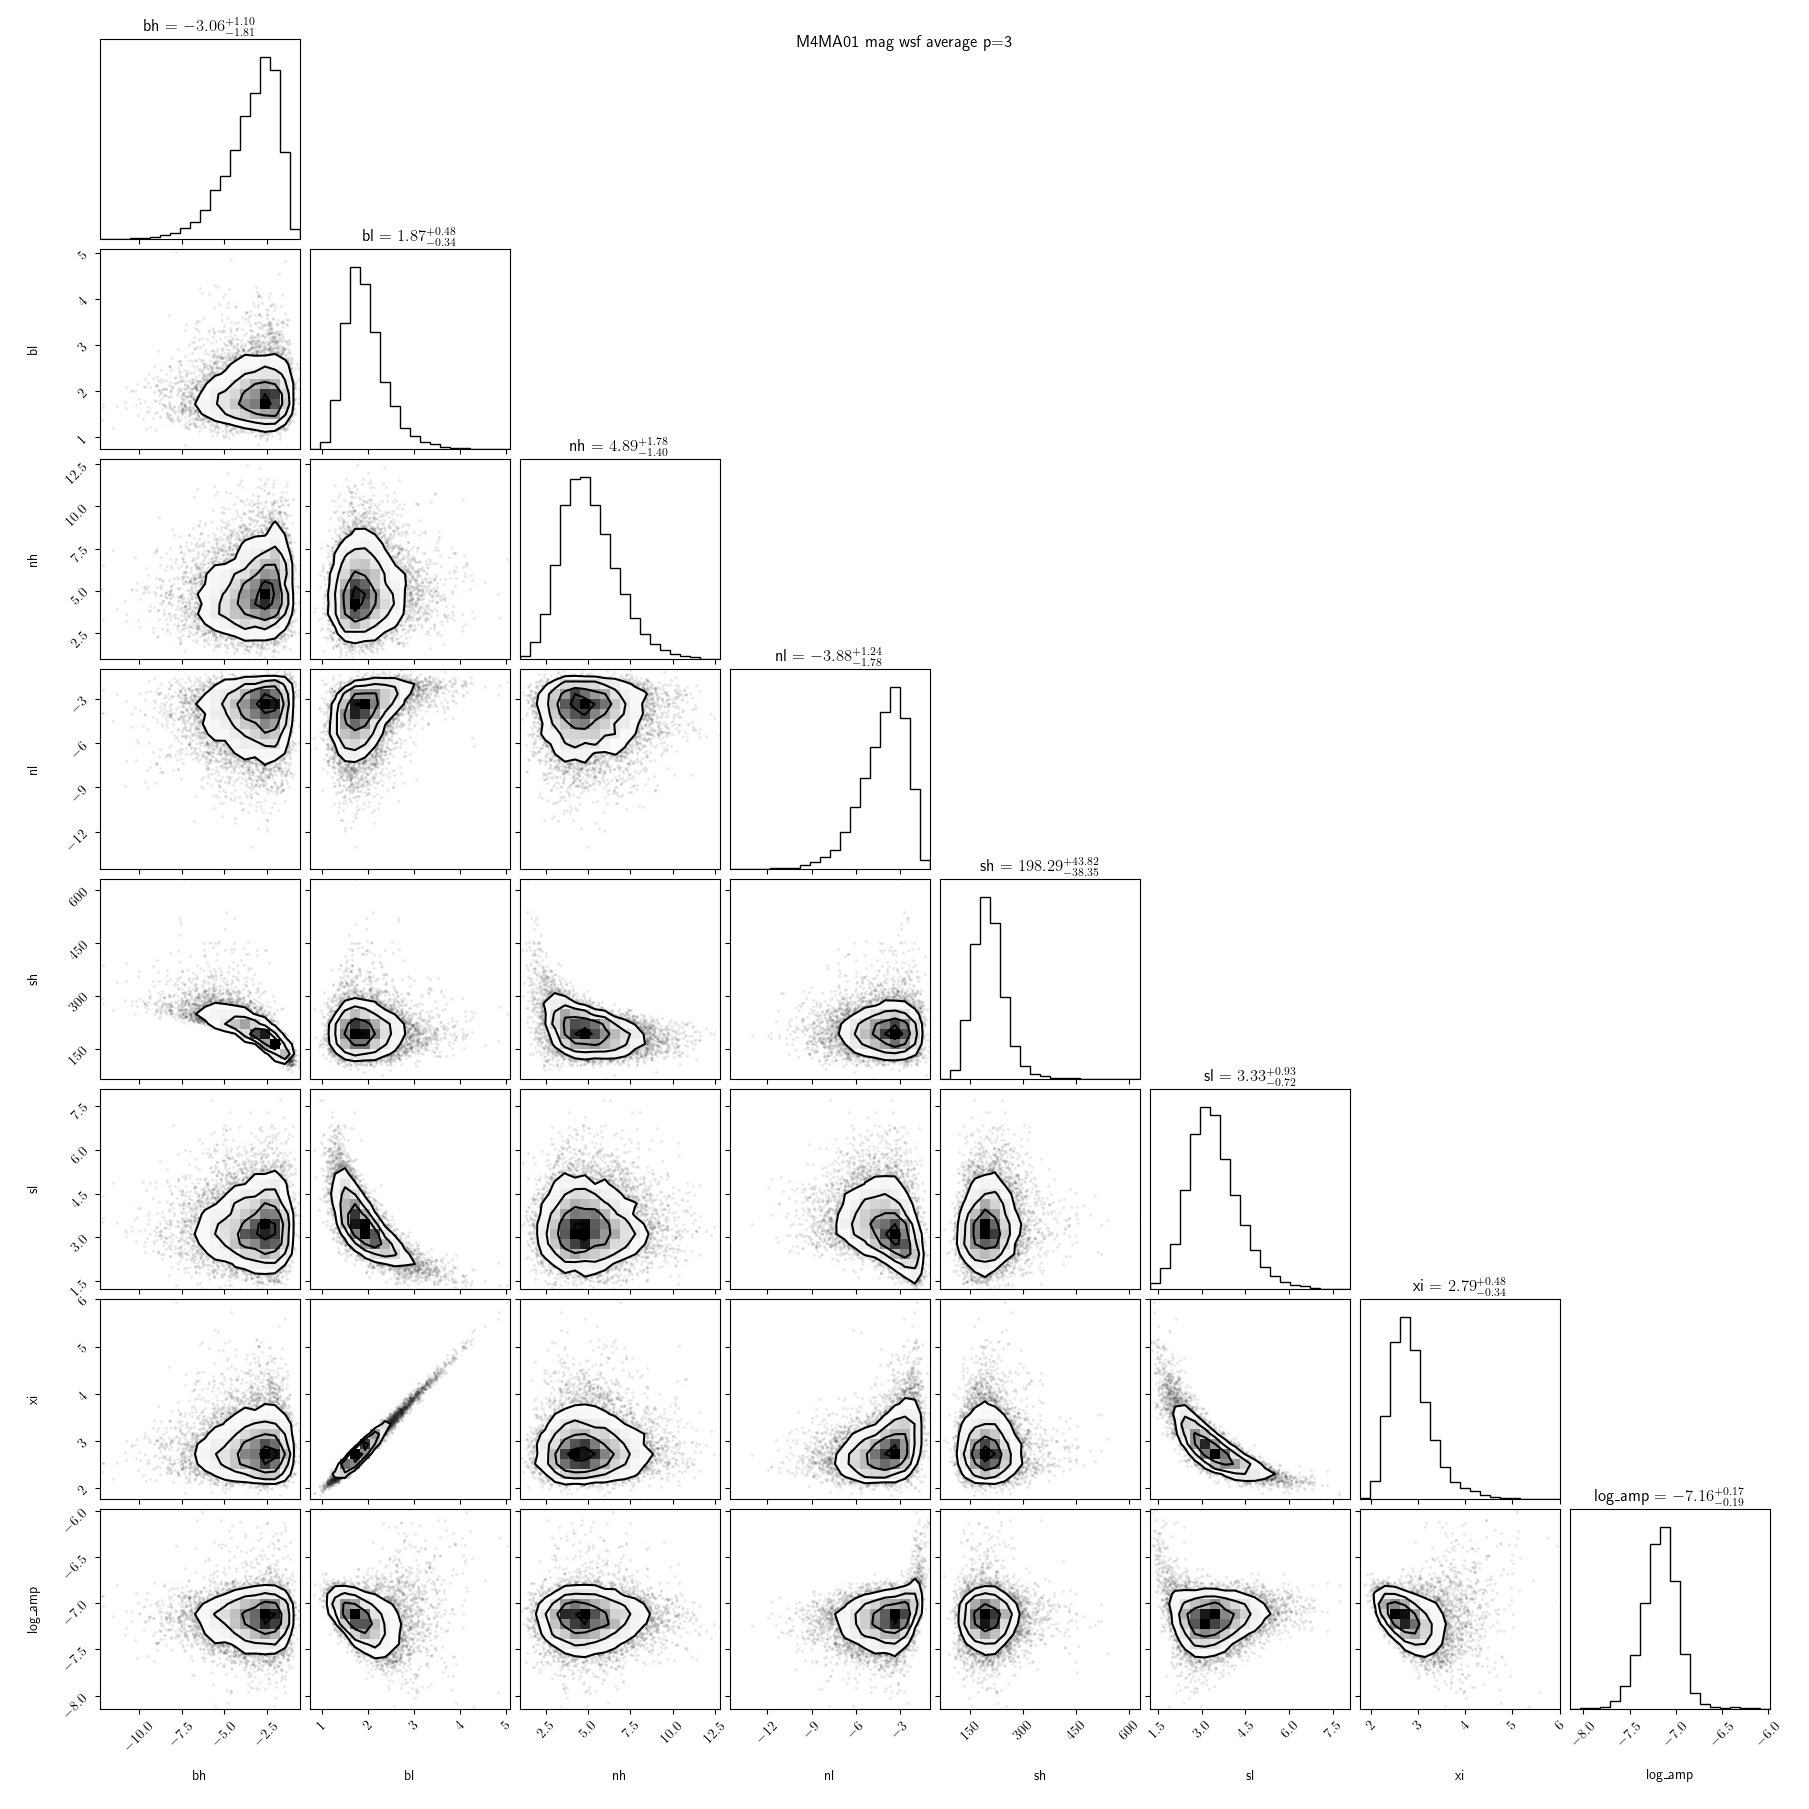 M4MA01 mag wsf average p=3
bh = −3.06+1.10−1.81
bl = 1.87+0.48−0.34
nh = 4.89+1.78−1.40
nl = −3.88+1.24−1.78
sh = 198.29+43.82−38.35
sl = 3.33+0.93−0.72
xi = 2.79+0.48−0.34
log_amp = −7.16+0.17−0.19
bl
5
4
3
2
1
nh
12.5
10.0
7.5
5.0
2.5
nl
−3
−6
−9
−12
sh
600
450
300
150
sl
7.5
6.0
4.5
3.0
1.5
xi
6
5
4
3
2
log_amp
−6.0
−6.5
−7.0
−7.5
−8.0
−10.0 −7.5 −5.0 −2.5
1 2 3 4 5
2.5 5.0 7.5 10.0 12.5
−12 −9 −6 −3
150 300 450 600
1.5 3.0 4.5 6.0 7.5
2 3 4 5 6
−8.0 −7.5 −7.0 −6.5 −6.0
bh bl nh nl sh sl xi log_amp